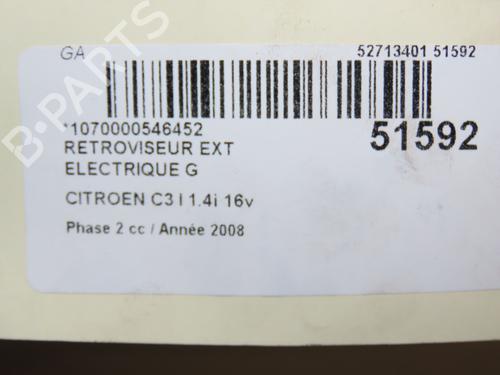 GA 52713401 51592
*1070000546452
51592
RETROVISEUR EXT
ELECTRIQUE G
CITROEN C3 I 1.4i 16v
Phase 2 cc / Année 2008
B-PARTS